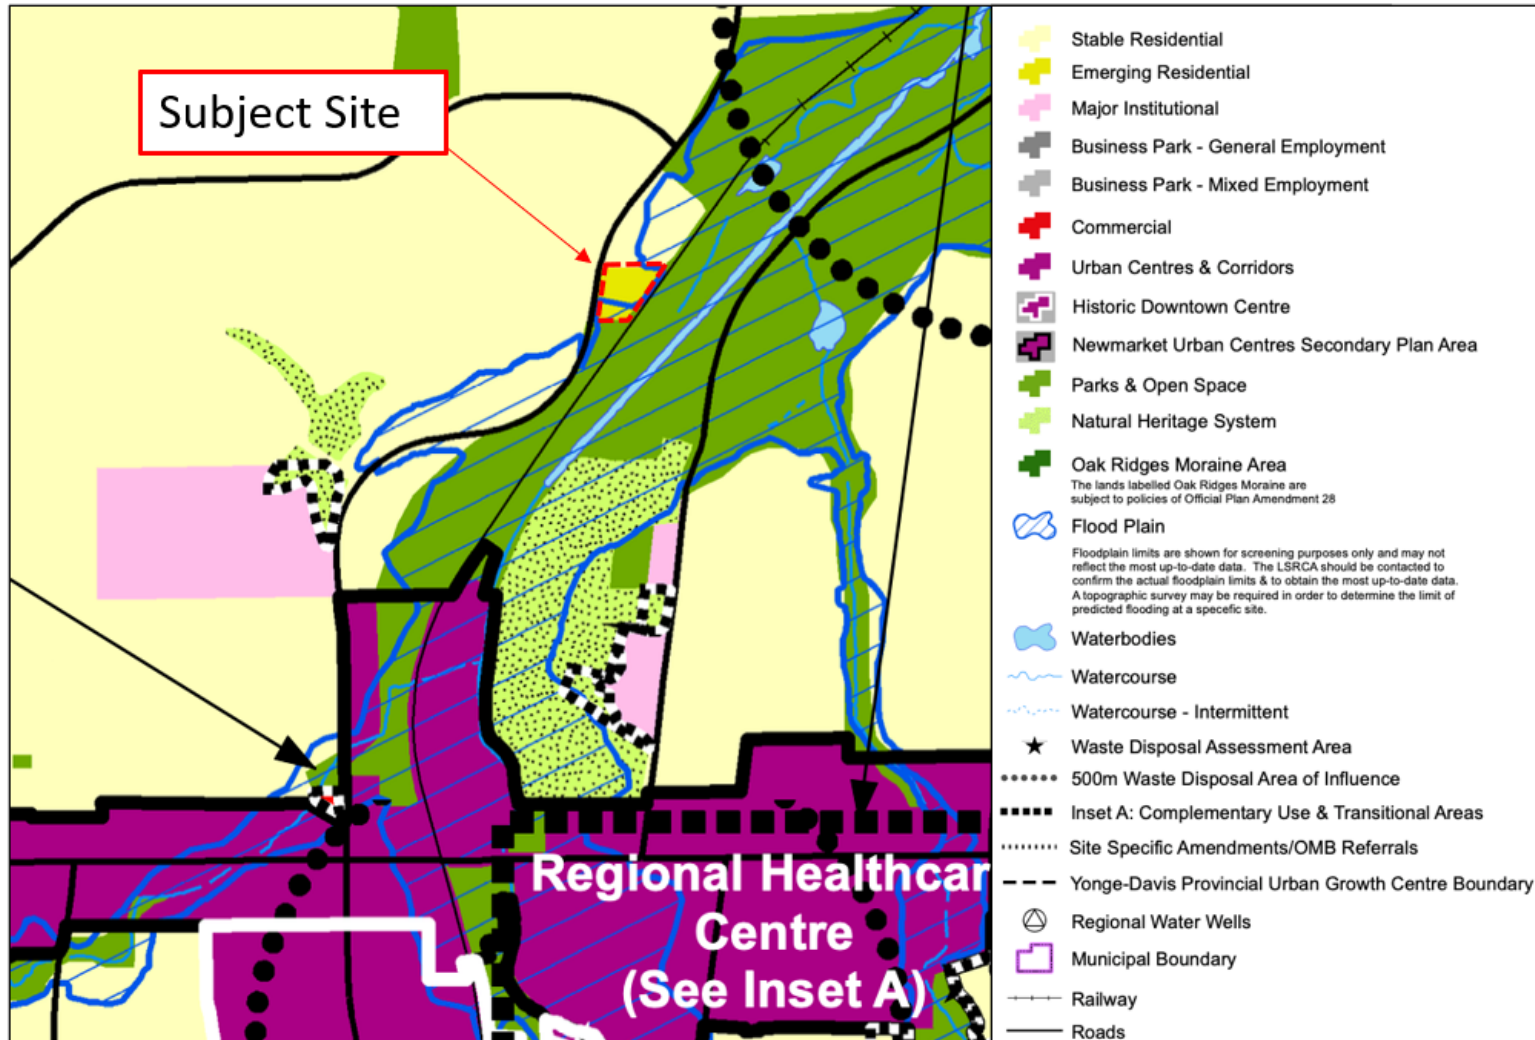 Subject Site
Regional Healthcar
Centre
(See Inset A)
Stable Residential
Emerging Residential
Major Institutional
Business Park - General Employment
Business Park - Mixed Employment
Commercial
Urban Centres & Corridors
Historic Downtown Centre
Newmarket Urban Centres Secondary Plan Area
Parks & Open Space
Natural Heritage System
Oak Ridges Moraine Area
The lands labelled Oak Ridges Moraine are
subject to policies of Official Plan Amendment 28
Flood Plain
Floodplain limits are shown for screening purposes only and may not
reflect the most up-to-date data. The LSRCA should be contacted to
confirm the actual floodplain limits & to obtain the most up-to-date data.
A topographic survey may be required in order to determine the limit of
predicted flooding at a specefic site.
Waterbodies
Watercourse
Watercourse - Intermittent
Waste Disposal Assessment Area
500m Waste Disposal Area of Influence
Inset A: Complementary Use & Transitional Areas
Site Specific Amendments/OMB Referrals
Yonge-Davis Provincial Urban Growth Centre Boundary
Regional Water Wells
Municipal Boundary
Railway
Roads